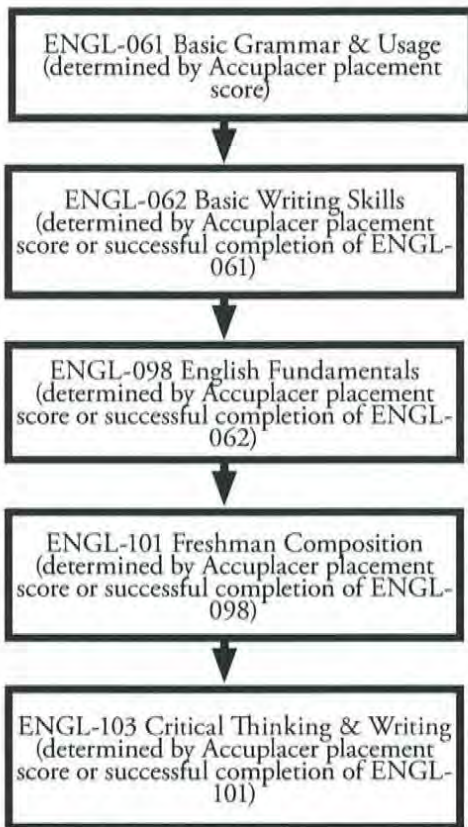 ENGL-061 Basic Grammar & Usage
(determined by Accuplacer placement
score)
ENGL-062 Basic Writing Skills
(determined by Accuplacer placement
score or successful completion of ENGL-
061)
ENGL-098 English Fundamentals
(determined by Accuplacer placement
score or successful completion of ENGL-
062)
ENGL-101 Freshman Composition
(determined by Accuplacer placement
score or successful completion of ENGL-
098)
ENGL-103 Critical Thinking & Writing
(determined by Accuplacer placement
score or successful completion of ENGL-
101)